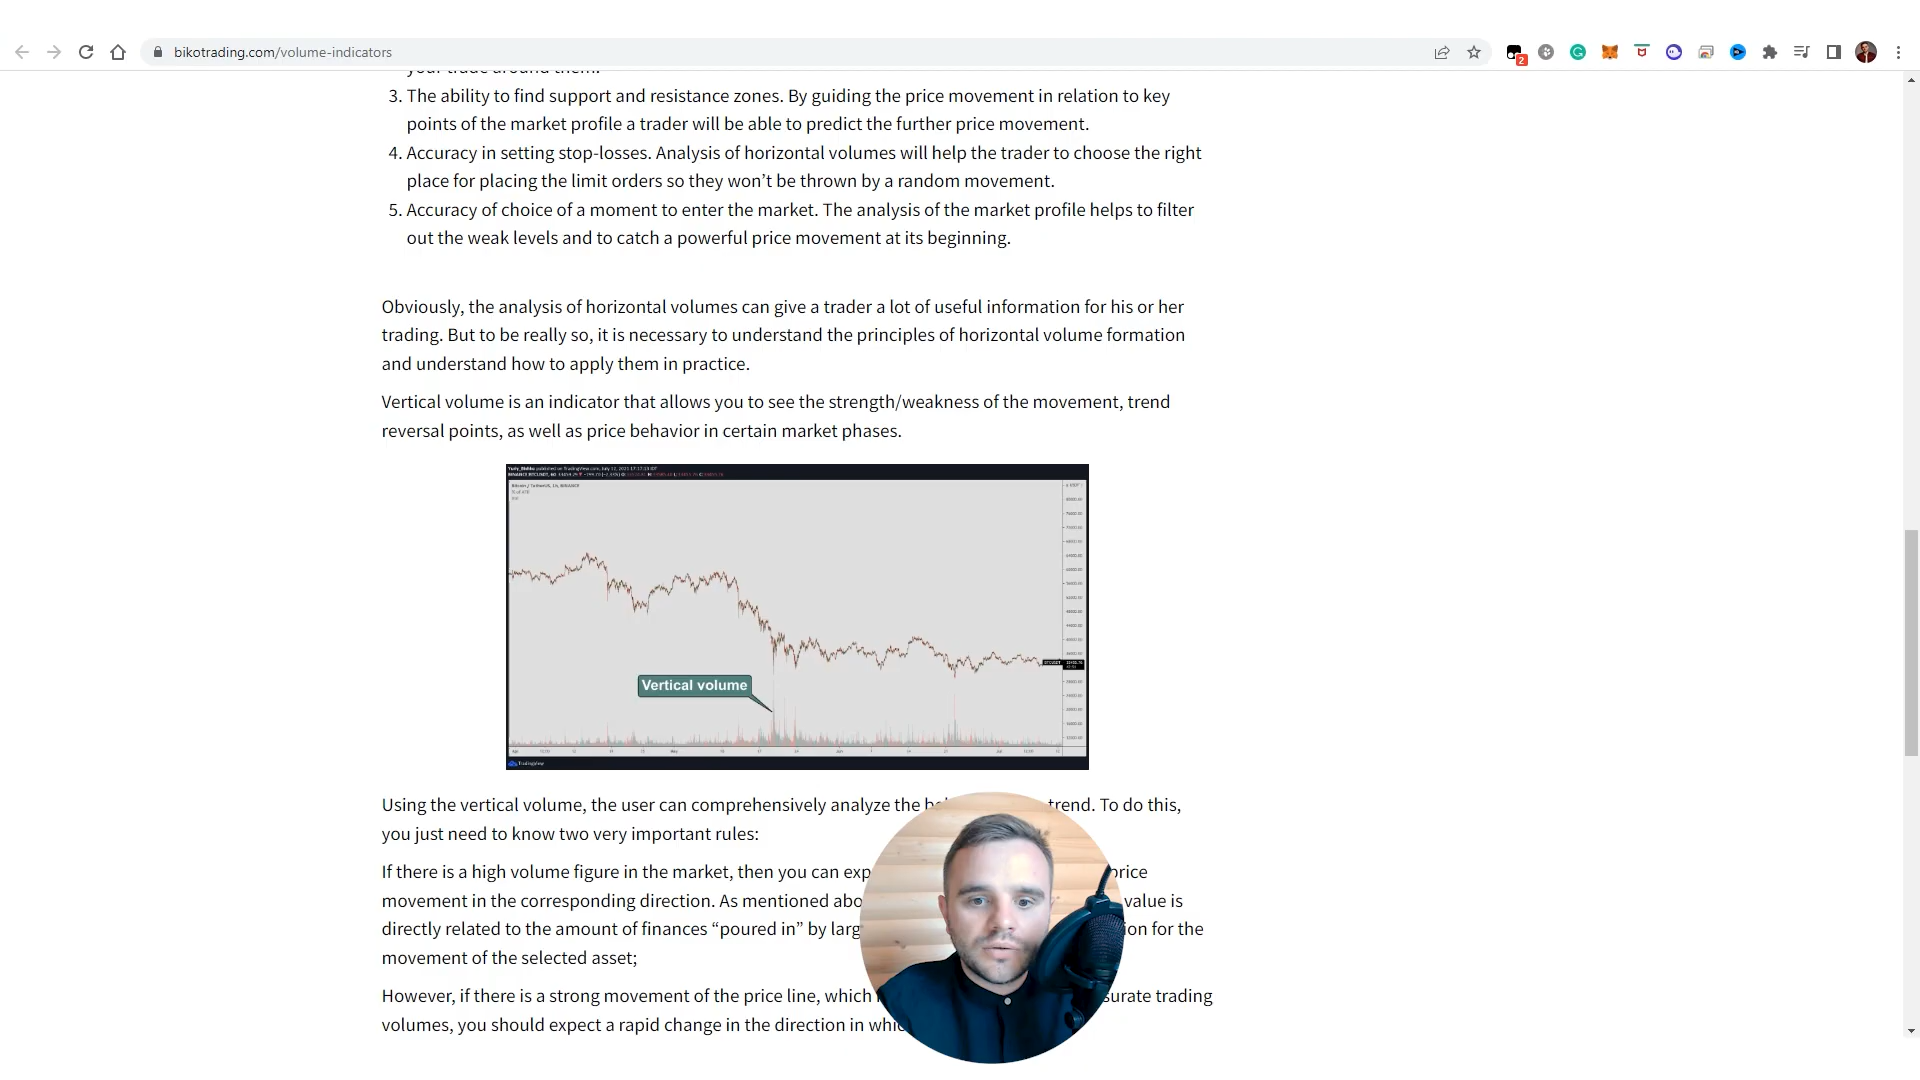 bikotrading.com/volume-indicators
2
your trade around them.
3. The ability to find support and resistance zones. By guiding the price movement in relation to key
points of the market profile a trader will be able to predict the further price movement.
4. Accuracy in setting stop-losses. Analysis of horizontal volumes will help the trader to choose the right
place for placing the limit orders so they won’t be thrown by a random movement.
5. Accuracy of choice of a moment to enter the market. The analysis of the market profile helps to filter
out the weak levels and to catch a powerful price movement at its beginning.
Obviously, the analysis of horizontal volumes can give a trader a lot of useful information for his or her
trading. But to be really so, it is necessary to understand the principles of horizontal volume formation
and understand how to apply them in practice.
Vertical volume is an indicator that allows you to see the strength/weakness of the movement, trend
reversal points, as well as price behavior in certain market phases.
Vertical volume
TradingView
Using the vertical volume, the user can comprehensively analyze the trend. To do this,
you just need to know two very important rules:
If there is a high volume figure in the market, then you can price
movement in the corresponding direction. As mentioned value is
directly related to the amount of finances “poured in” by for the
movement of the selected asset;
However, if there is a strong movement of the price line, which trading
volumes, you should expect a rapid change in the direction in